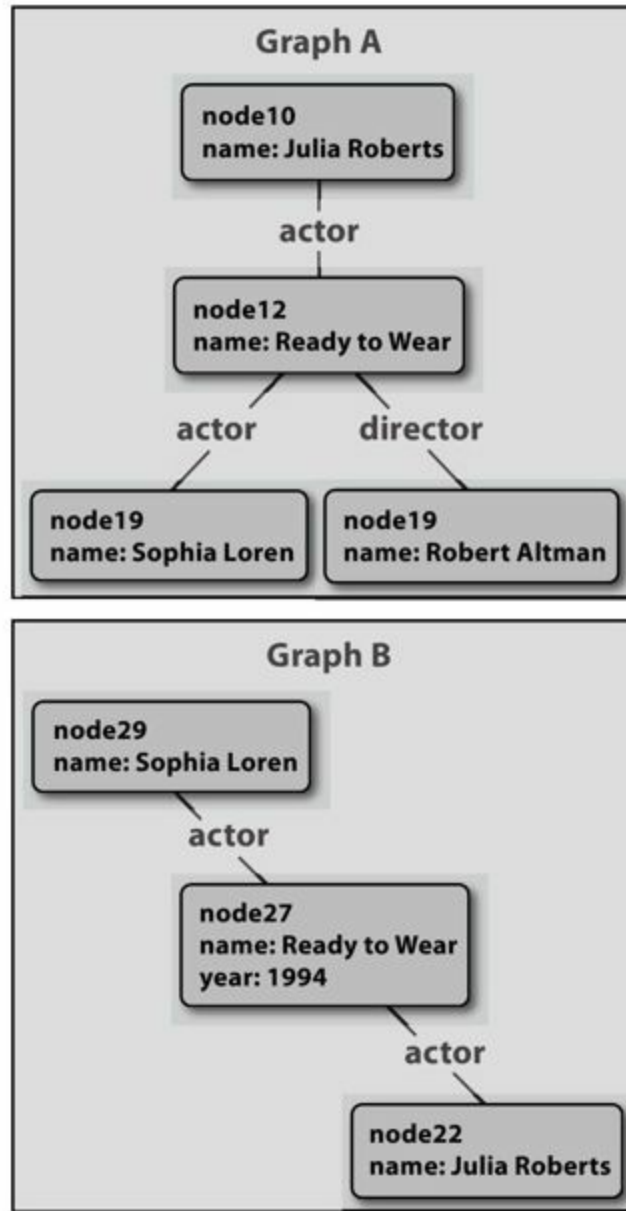 Graph A
node10
name: Julia Roberts
actor
node12
name: Ready to Wear
actor
director
node19
name: Sophia Loren
node19
name: Robert Altman
Graph B
node29
name: Sophia Loren
actor
node27
name: Ready to Wear
year: 1994
actor
node22
name: Julia Roberts